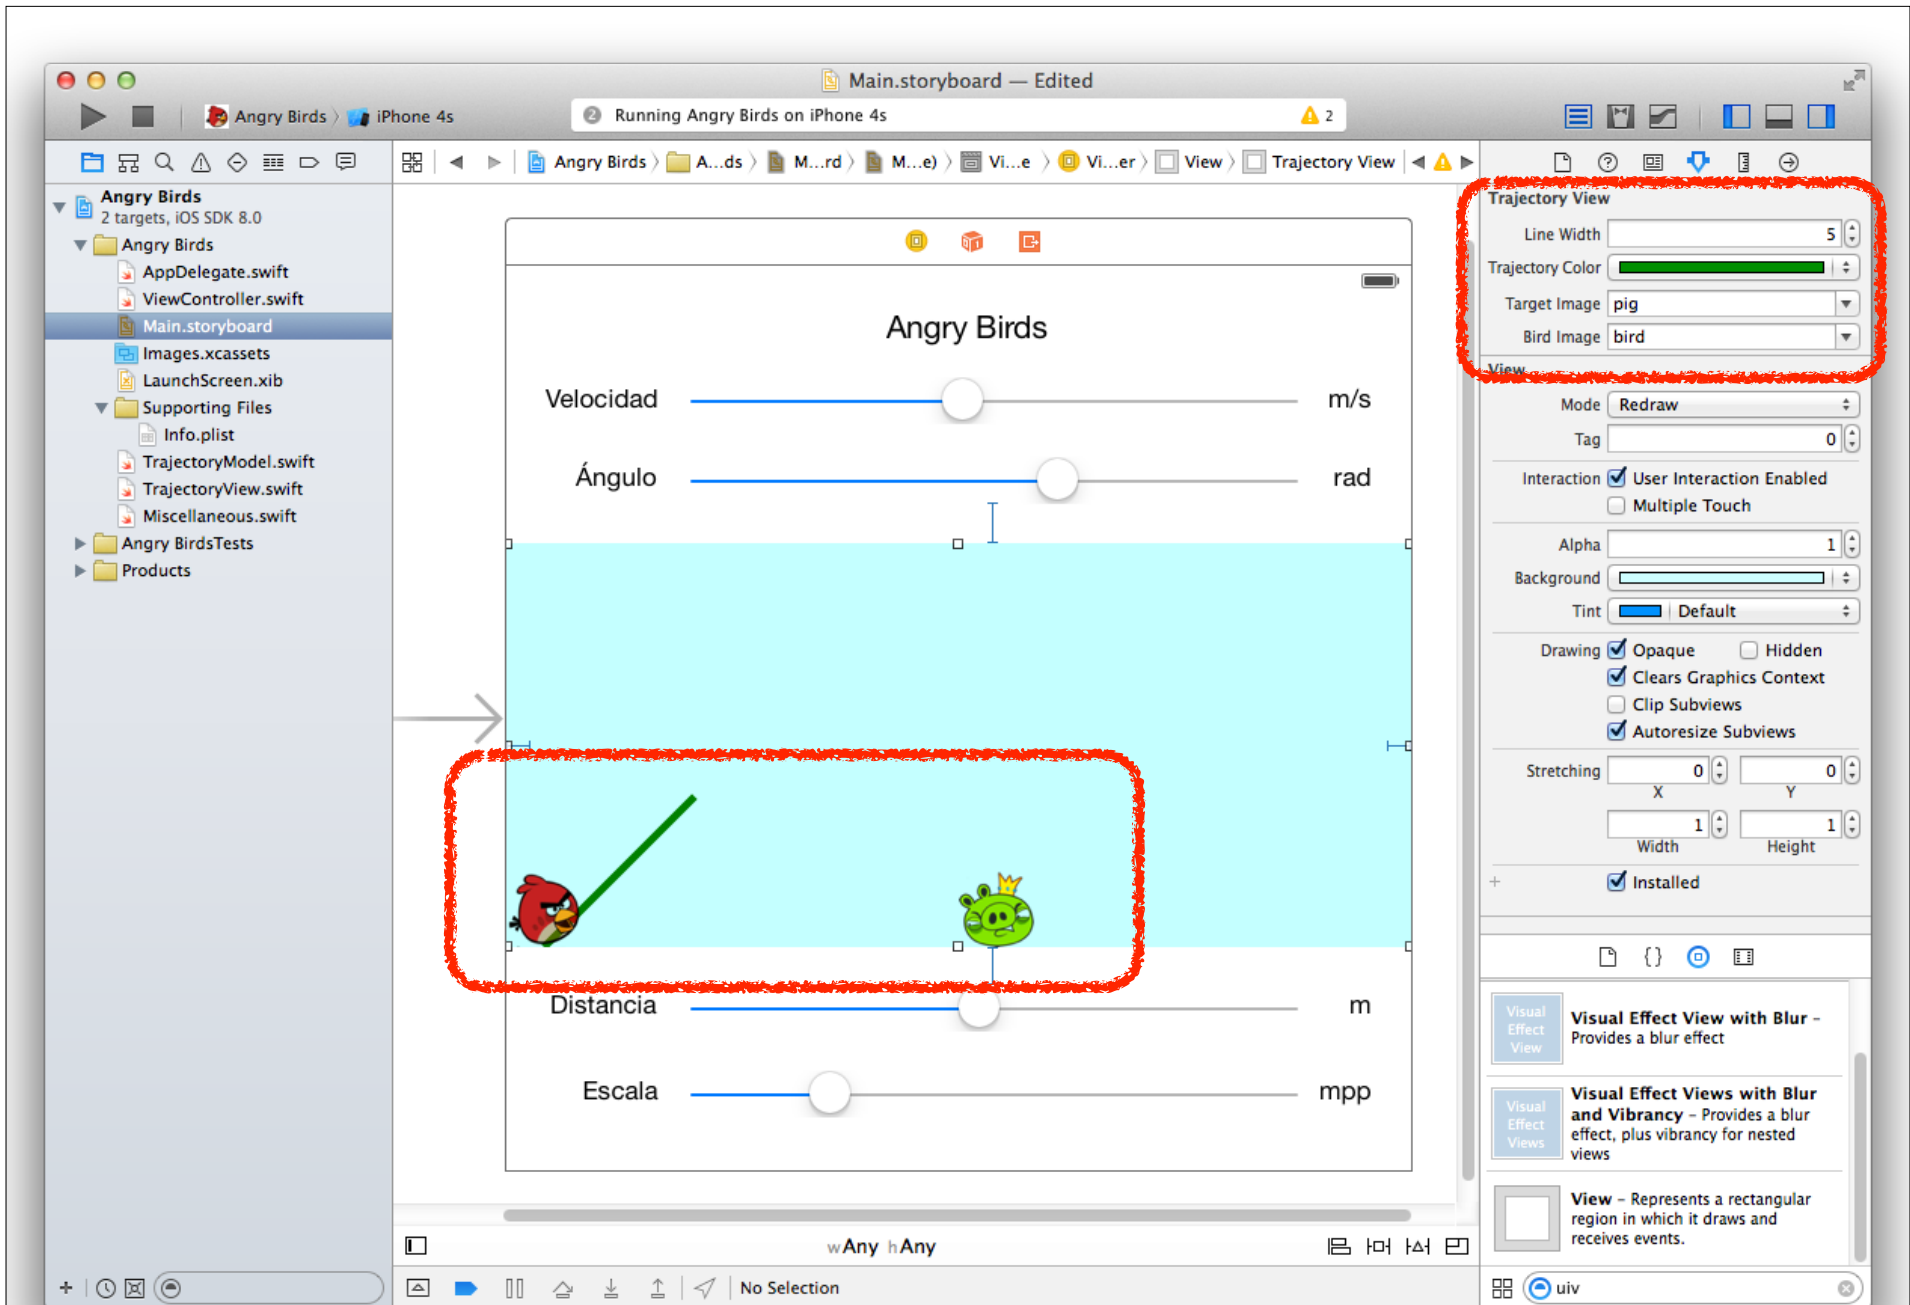 Main.storyboard — Edited
Angry Birds 〉 iPhone 4s
2 Running Angry Birds on iPhone 4s
2
Angry Birds 〉 A...ds 〉 M...rd 〉 M...e) 〉 Vi...e 〉 Vi...er 〉 View 〉 Trajectory View
Angry Birds
2 targets, iOS SDK 8.0
Angry Birds
AppDelegate.swift
ViewController.swift
Main.storyboard
Images.xcassets
LaunchScreen.xib
Supporting Files
Info.plist
TrajectoryModel.swift
TrajectoryView.swift
Miscellaneous.swift
Angry BirdsTests
Products
Angry Birds
Velocidad m/s
Ángulo rad
Distancia m
Escala mpp
wAny hAny
No Selection
Trajectory View
Line Width 5
Trajectory Color
Target Image pig
Bird Image bird
View
Mode Redraw
Tag 0
Interaction User Interaction Enabled
Multiple Touch
Alpha 1
Background
Tint Default
Drawing Opaque Hidden
Clears Graphics Context
Clip Subviews
Autoresize Subviews
Stretching 0 0
X Y
1 1
Width Height
Installed
{}
Visual
Effect
View
Visual Effect View with Blur –
Provides a blur effect
Visual
Effect
Views
Visual Effect Views with Blur
and Vibrancy – Provides a blur
effect, plus vibrancy for nested
views
View – Represents a rectangular
region in which it draws and
receives events.
uiv